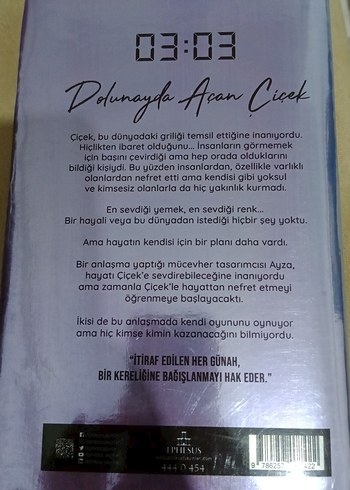 03:03
Dolunayda Açan Çiçek
Çiçek, bu dünyadaki griliği temsil ettiğine inanıyordu.
Hiçlikten ibaret olduğunu... İnsanların görmemek
için başını çevirdiği ama hep orada olduklarını
bildiği kişiydi. Bu yüzden insanlardan, özellikle varlıklı
olanlardan nefret etti ama kendisi gibi yoksul
ve kimsesiz olanlarla da hiç yakınlık kurmadı.
En sevdiği yemek, en sevdiği renk...
Bir hayali veya bu dünyadan istediği hiçbir şey yoktu.
Ama hayatın kendisi için bir planı daha vardı.
Bir anlaşma yaptığı mücevher tasarımcısı Ayza,
hayatı Çiçek'e sevdirebileceğine inanıyordu
ama zamanla Çiçek'le hayattan nefret etmeyi
öğrenmeye başlayacaktı.
İkisi de bu anlaşmada kendi oyununu oynuyor
ama hiç kimse kimin kazanacağını bilmiyordu.
"İTİRAF EDİLEN HER GÜNAH,
BİR KERELİĞİNE BAĞIŞLANMAYI HAK EDER."
EPHESUS
444 0 454